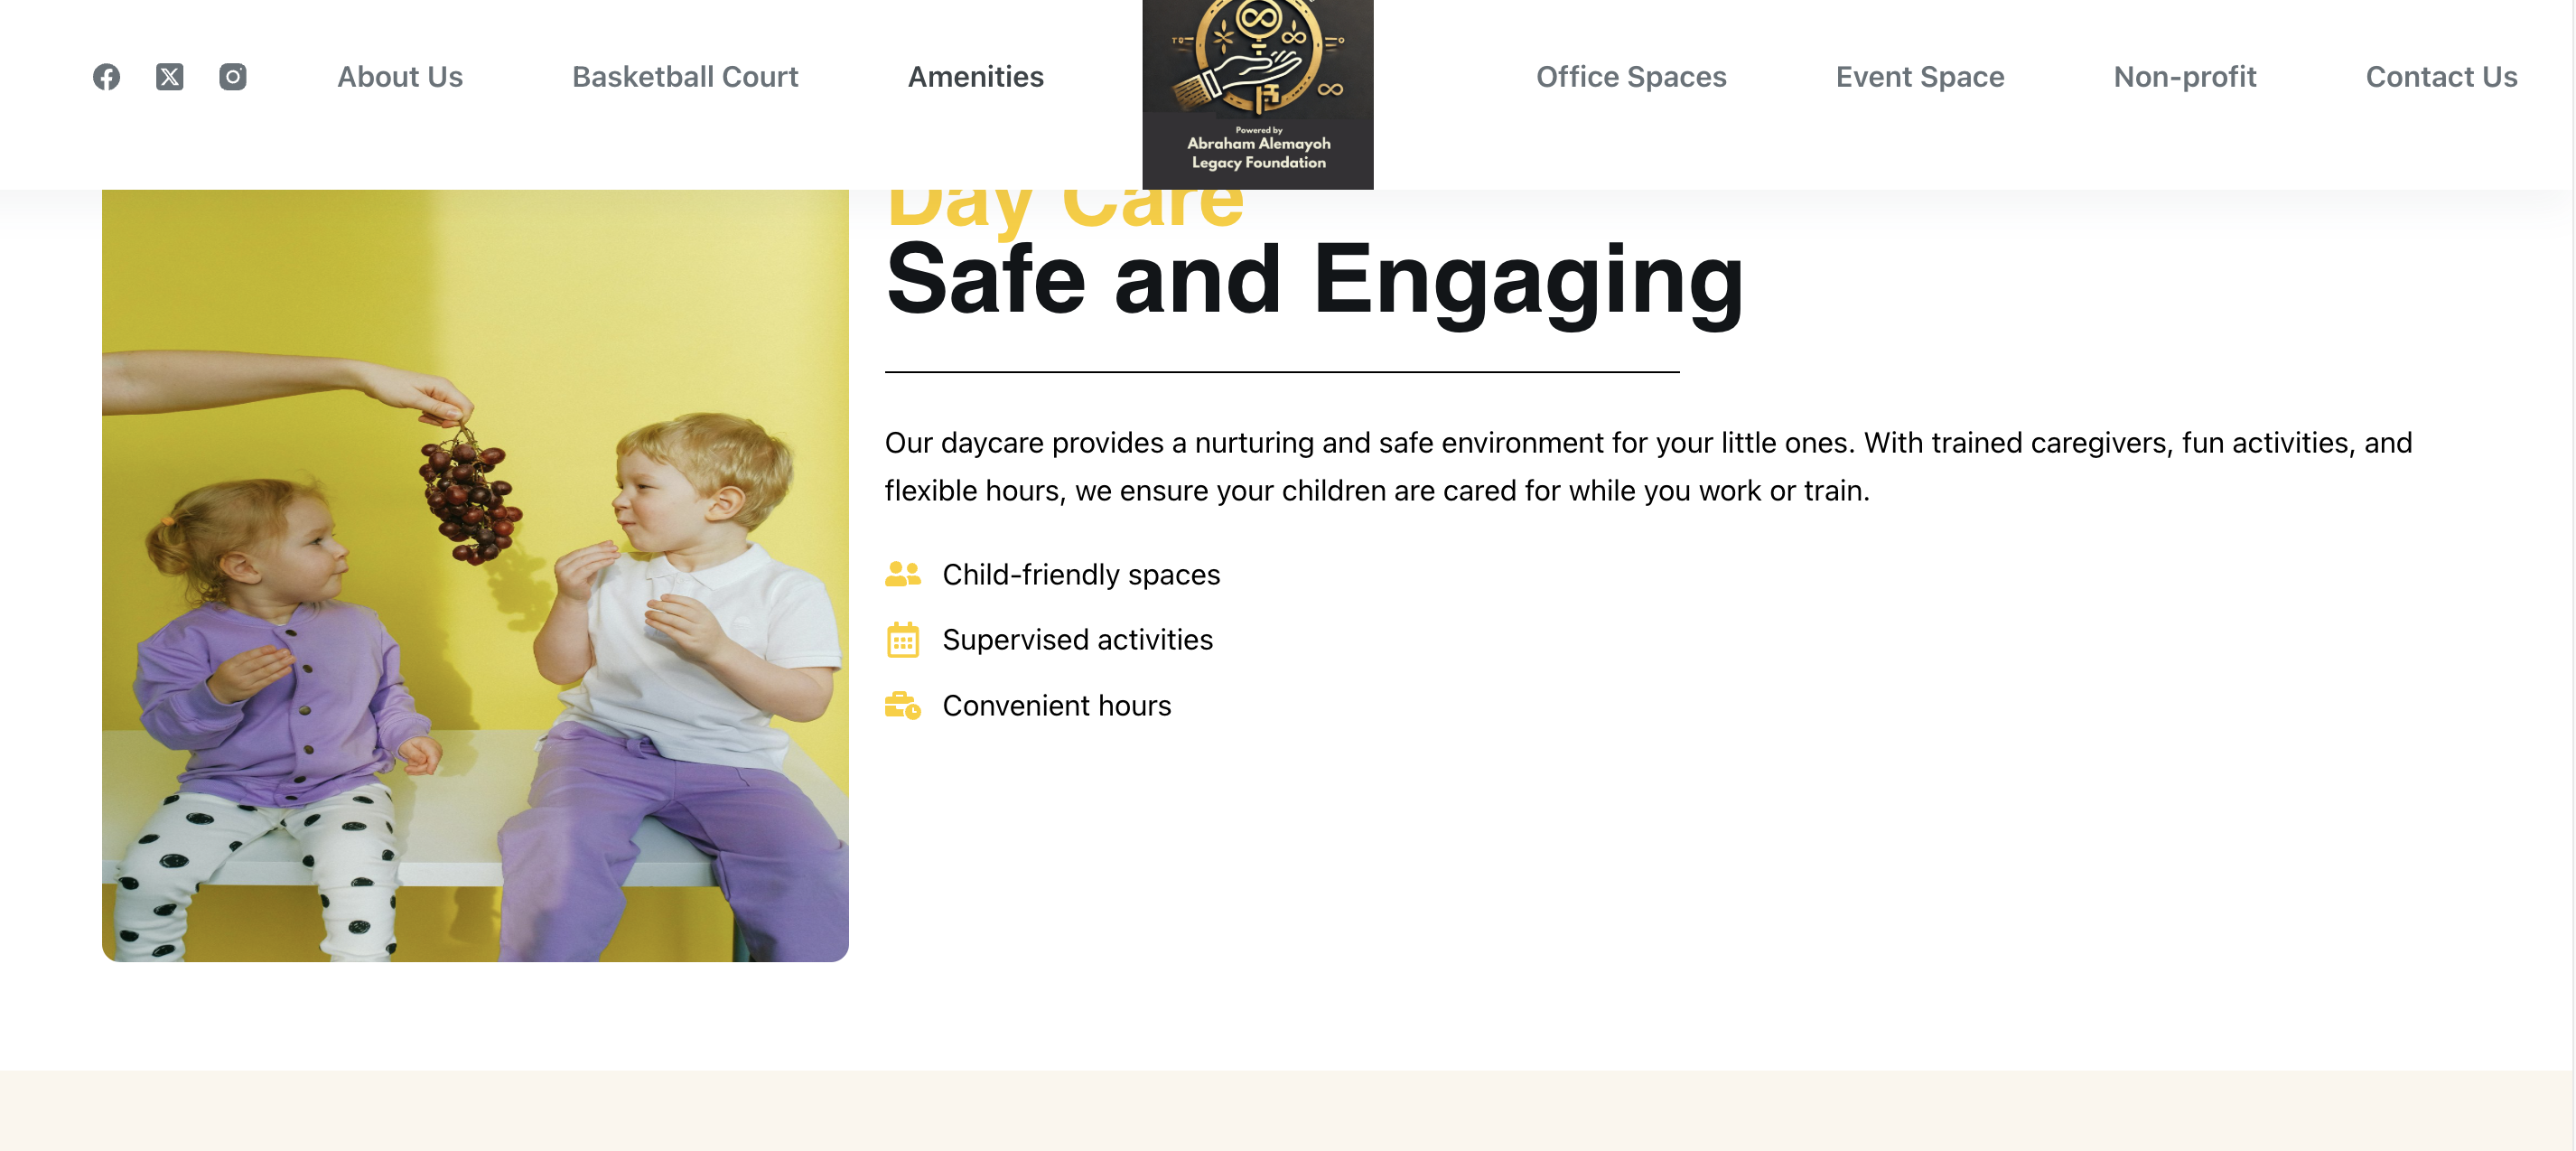 About Us
Basketball Court
Amenities
Powered by
Abraham Alemayoh
Legacy Foundation
Office Spaces
Event Space
Non-profit
Contact Us
Day Care
Safe and Engaging
Our daycare provides a nurturing and safe environment for your little ones. With trained caregivers, fun activities, and
flexible hours, we ensure your children are cared for while you work or train.
Child-friendly spaces
Supervised activities
Convenient hours